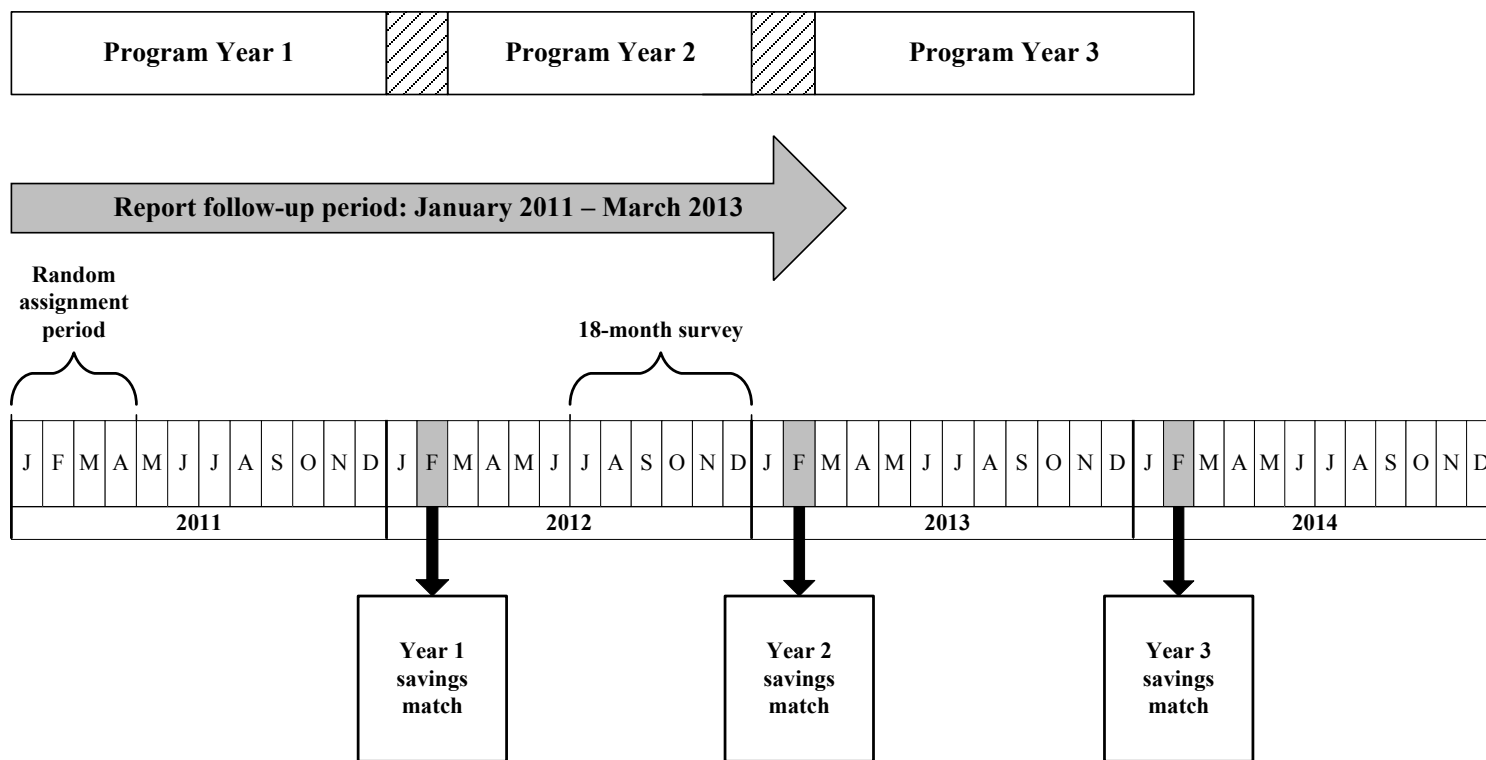 Program Year 1 Program Year 2 Program Year 3
Report follow-up period: January 2011 – March 2013
Random
assignment
period
18-month survey
J F M A M J J A S O N D J F M A M J J A S O N D J F M A M J J A S O N D J F M A M J J A S O N D
2011 2012 2013 2014
Year 1
savings
match
Year 2
savings
match
Year 3
savings
match